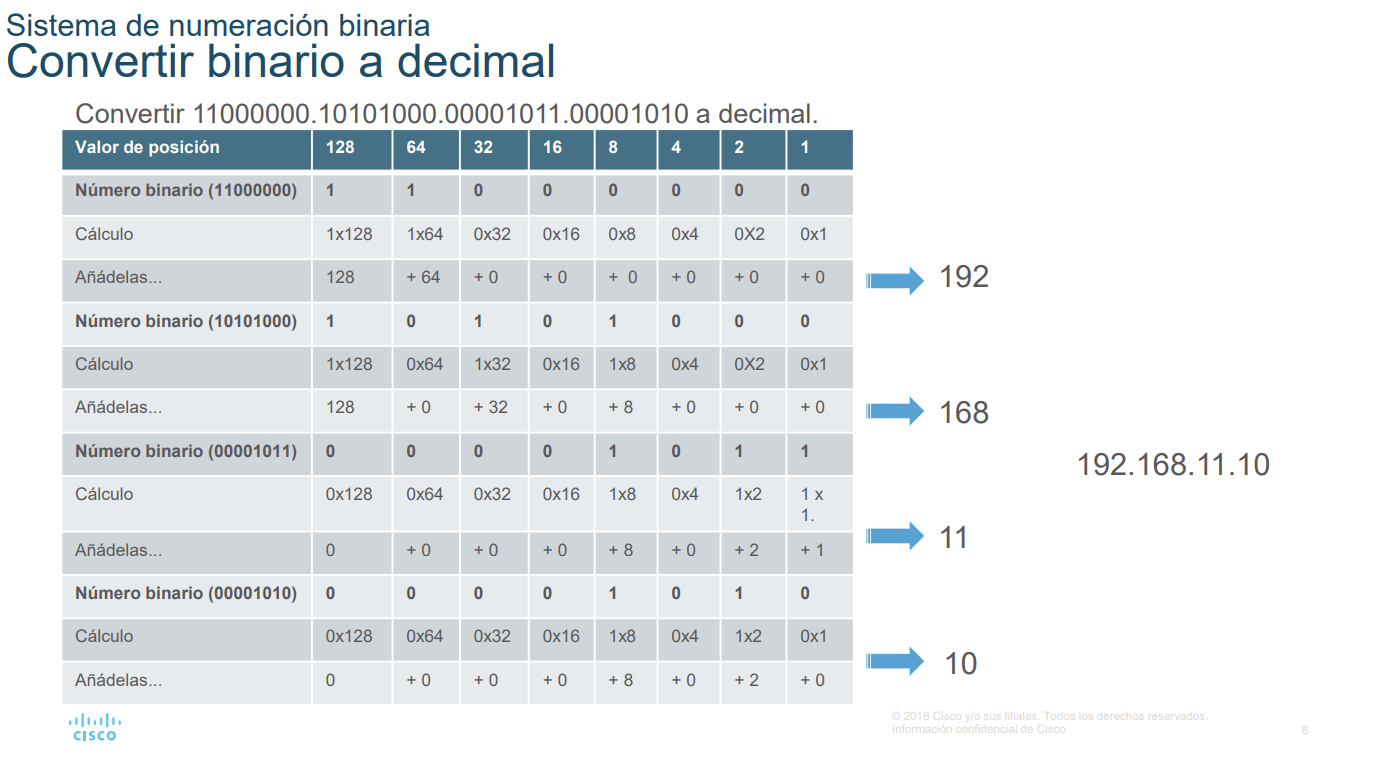 Sistema de numeración binaria
Convertir binario a decimal
Convertir 11000000.10101000.00001011.00001010 a decimal.
Valor de posición 128 64 32 16 8 4 2 1
Número binario (11000000) 1 1 0 0 0 0 0 0
Cálculo 1x128 1x64 0x32 0x16 0x8 0x4 0X2 0x1
Añádelas... 128 + 64 + 0 + 0 + 0 + 0 + 0 + 0
192
Número binario (10101000) 1 0 1 0 1 0 0 0
Cálculo 1x128 0x64 1x32 0x16 1x8 0x4 0X2 0x1
Añádelas... 128 + 0 + 32 + 0 + 8 + 0 + 0 + 0
168
Número binario (00001011) 0 0 0 0 1 0 1 1
192.168.11.10
Cálculo 0x128 0x64 0x32 0x16 1x8 0x4 1x2 1 x
1.
11
Añádelas... 0 + 0 + 0 + 0 + 8 + 0 + 2 + 1
Número binario (00001010) 0 0 0 0 1 0 1 0
Cálculo 0x128 0x64 0x32 0x16 1x8 0x4 1x2 0x1
10
Añádelas... 0 + 0 + 0 + 0 + 8 + 0 + 2 + 0
CISCO
© 2016 Cisco y/o sus filiales. Todos los derechos reservados.
Información confidencial de Cisco
8